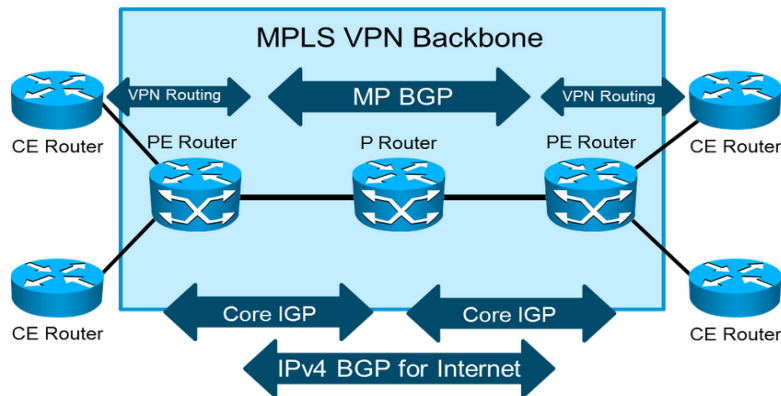 MPLS VPN Backbone
VPN Routing
MP BGP
VPN Routing
CE Router
PE Router
P Router
PE Router
CE Router
CE Router
Core IGP
Core IGP
CE Router
IPv4 BGP for Internet